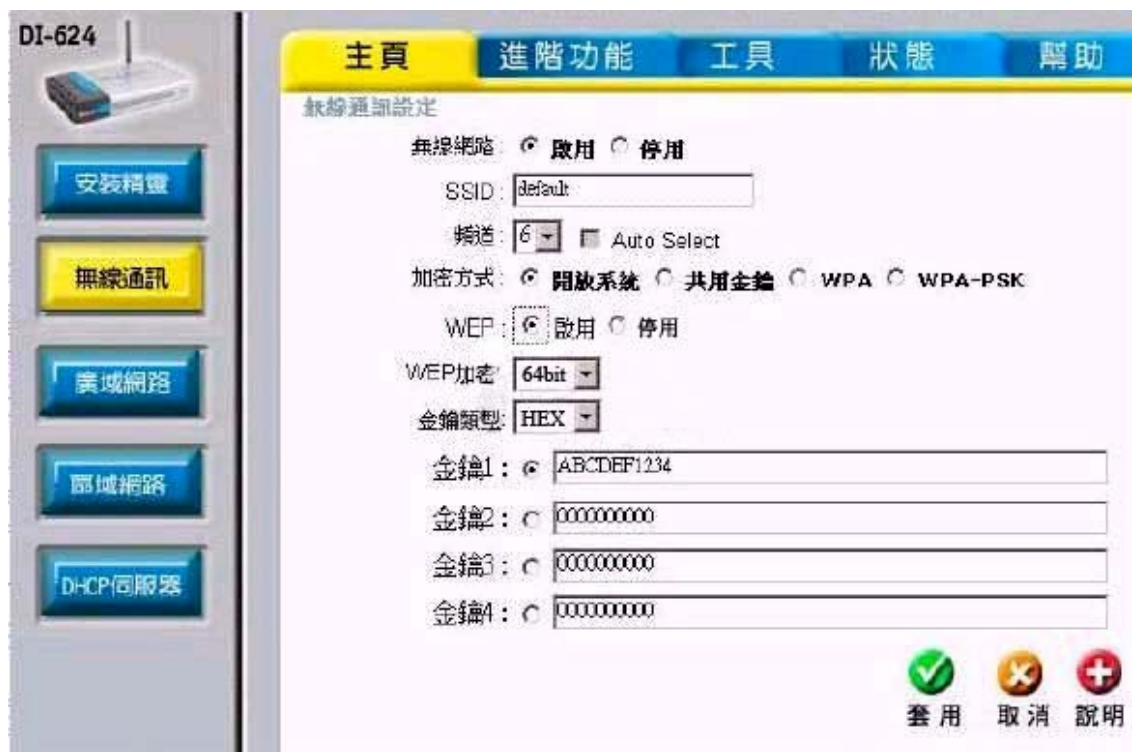 DI-624
安裝精靈
無線通訊
廣域網路
區域網路
DHCP伺服器
主頁 進階功能 工具 狀態 幫助
無線通訊設定
無線網路: 啟用 停用
SSID: default
頻道: 6 Auto Select
加密方式: 開放系統 共用金鑰 WPA WPA-PSK
WEP: 啟用 停用
WEP加密: 64bit
金鑰類型: HEX
金鑰1: ABCDEF1234
金鑰2: 0000000000
金鑰3: 0000000000
金鑰4: 0000000000
套用 取消 說明